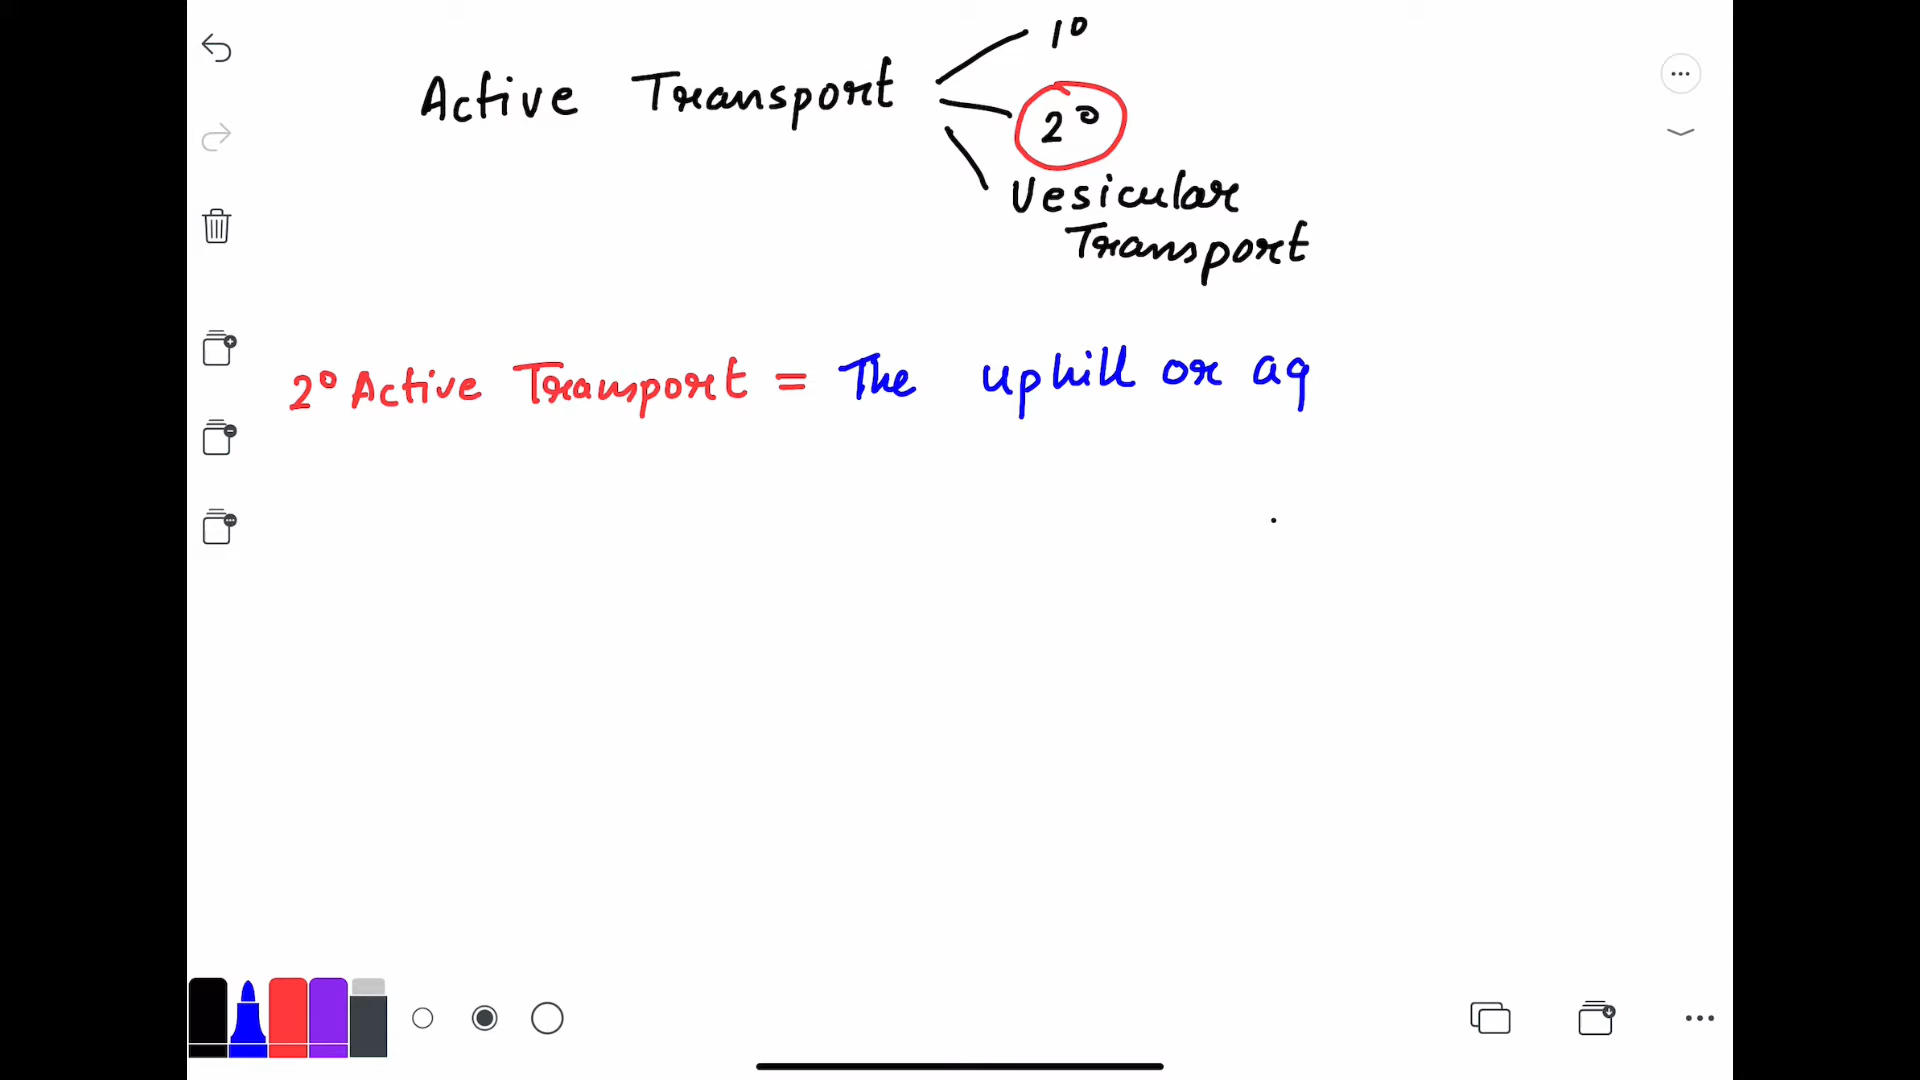 1°
Active Transport
2°
Vesicular
Transport
2° Active Transport = The uphill or ag